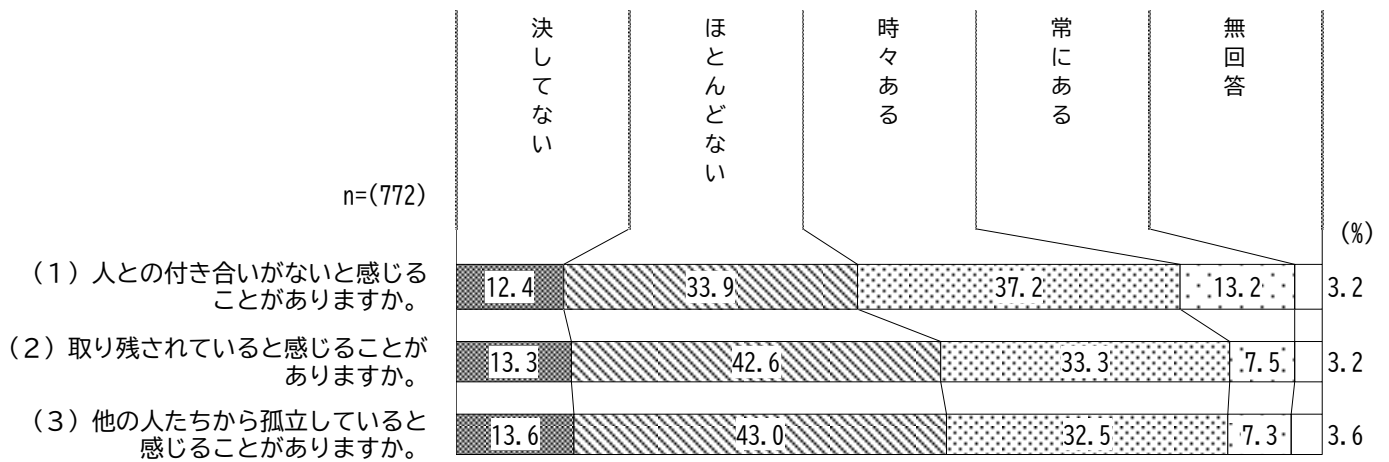 決してない
ほとんどない
時々ある
常にある
無回答
n=(772)
(%)
（１）人との付き合いがないと感じる
ことがありますか。
12.4 33.9 37.2 13.2 3.2
（２）取り残されていると感じることが
ありますか。
13.3 42.6 33.3 7.5 3.2
（３）他の人たちから孤立していると
感じることがありますか。
13.6 43.0 32.5 7.3 3.6